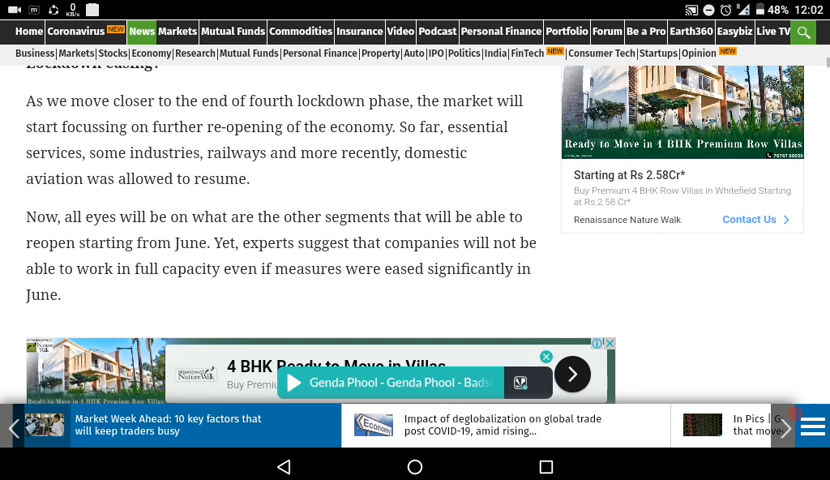 0 KB/s 48% 12:02
Home Coronavirus NEW News Markets Mutual Funds Commodities Insurance Video Podcast Personal Finance Portfolio Forum Be a Pro Earth360 Easybiz Live TV
Business Markets Stocks Economy Research Mutual Funds Personal Finance Property Auto IPO Politics India FinTech NEW Consumer Tech Startups Opinion NEW
Lockdown easing?
As we move closer to the end of fourth lockdown phase, the market will
start focussing on further re-opening of the economy. So far, essential
services, some industries, railways and more recently, domestic
aviation was allowed to resume.
Now, all eyes will be on what are the other segments that will be able to
reopen starting from June. Yet, experts suggest that companies will not be
able to work in full capacity even if measures were eased significantly in
June.
Ready to Move in 4 BHK Premium Row Villas
Starting at Rs 2.58Cr*
Buy Premium 4 BHK Row Villas in Whitefield Starting
at Rs.2.58 Cr*
Renaissance Nature Walk Contact Us
4 BHK Ready to Move in Villas
Buy Premiu
Genda Phool - Genda Phool - Bads
Market Week Ahead: 10 key factors that
will keep traders busy
Impact of deglobalization on global trade
post COVID-19, amid rising...
In Pics | G
that move